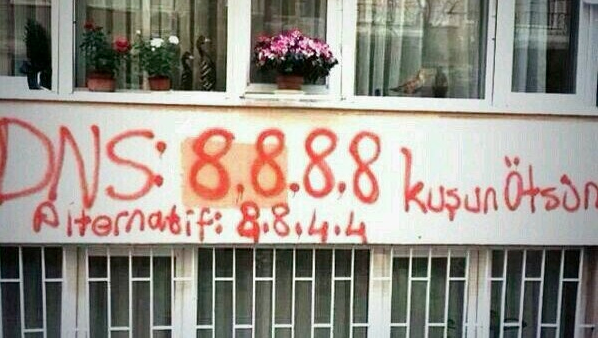 DNS: 8.8.8.8 kuşun Ötsün
Alternatif: 8.8.4.4